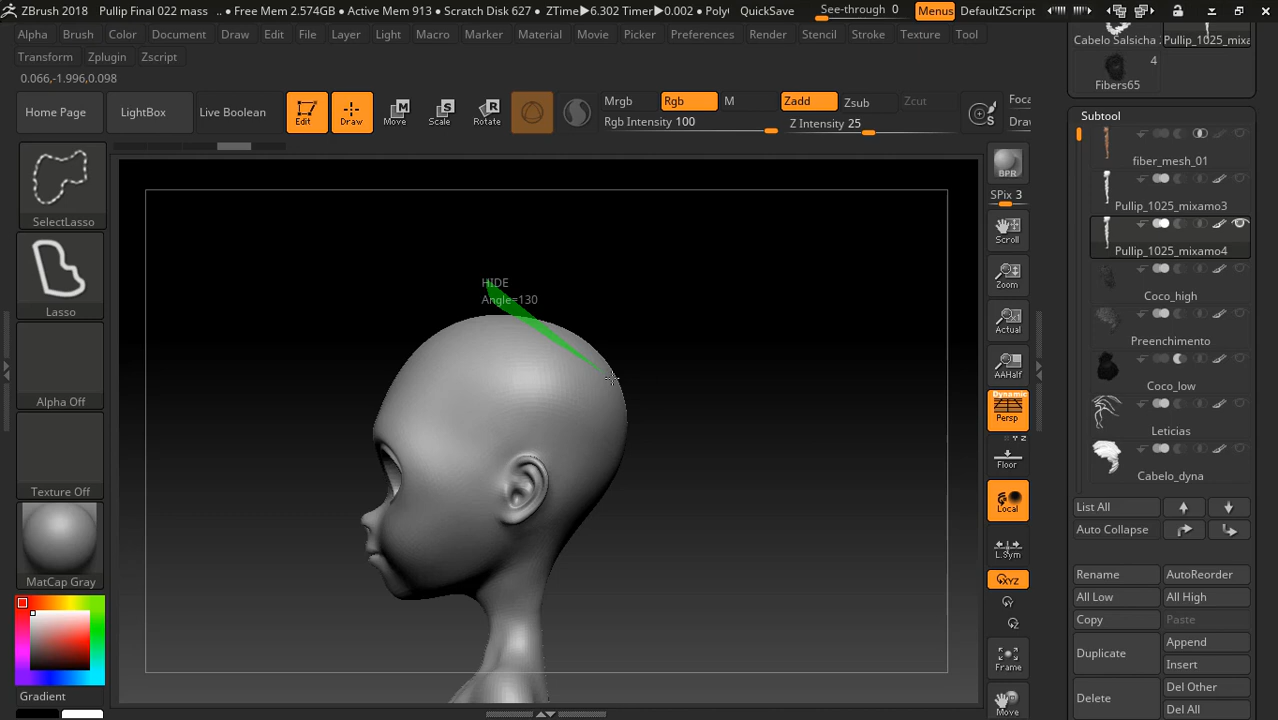 ZBrush 2018 Pullip Final 022 mass .. • Free Mem 2.574GB • Active Mem 913 • Scratch Disk 627 • ZTime▶6.302 Timer▶0.002 • Poly QuickSave See-through 0 Menus DefaultZScript
Alpha Brush Color Document Draw Edit File Layer Light Macro Marker Material Movie Picker Preferences Render Stencil Stroke Texture Tool
Transform Zplugin Zscript
0.066,-1.996,0.098
Home Page LightBox Live Boolean Edit Draw Move Scale Rotate
M S R
Mrgb Rgb M Zadd Zsub Zcut
Rgb Intensity 100 Z Intensity 25
Foca
Draw
S
SelectLasso
Lasso
Alpha Off
Texture Off
MatCap Gray
Gradient
HIDE
Angle=130
BPR
SPix 3
Scroll
Zoom
Actual
AAHalf
Dynamic
Persp
Y Z
Floor
Local
L.Sym
XYZ
Y
Z
Frame
Move
Cabelo Salsicha Pullip_1025_mixa
4
Fibers65
Subtool
fiber_mesh_01
Pullip_1025_mixamo3
Pullip_1025_mixamo4
Coco_high
Preenchimento
Coco_low
Leticias
Cabelo_dyna
List All
Auto Collapse
Rename AutoReorder
All Low All High
Copy Paste
Duplicate Append
Insert
Delete Del Other
Del All